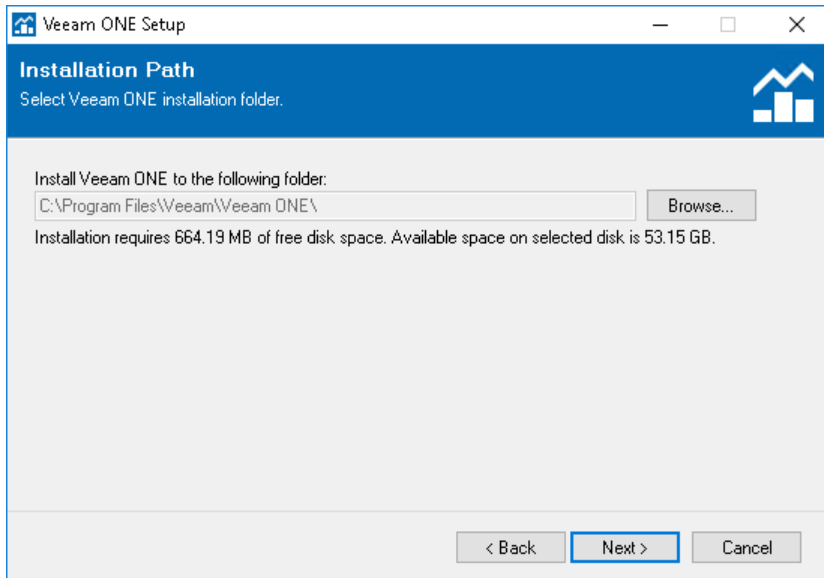 Veeam ONE Setup
Installation Path
Select Veeam ONE installation folder.
Install Veeam ONE to the following folder:
C:\Program Files\Veeam\Veeam ONE\
Browse...
Installation requires 664.19 MB of free disk space. Available space on selected disk is 53.15 GB.
< Back
Next >
Cancel